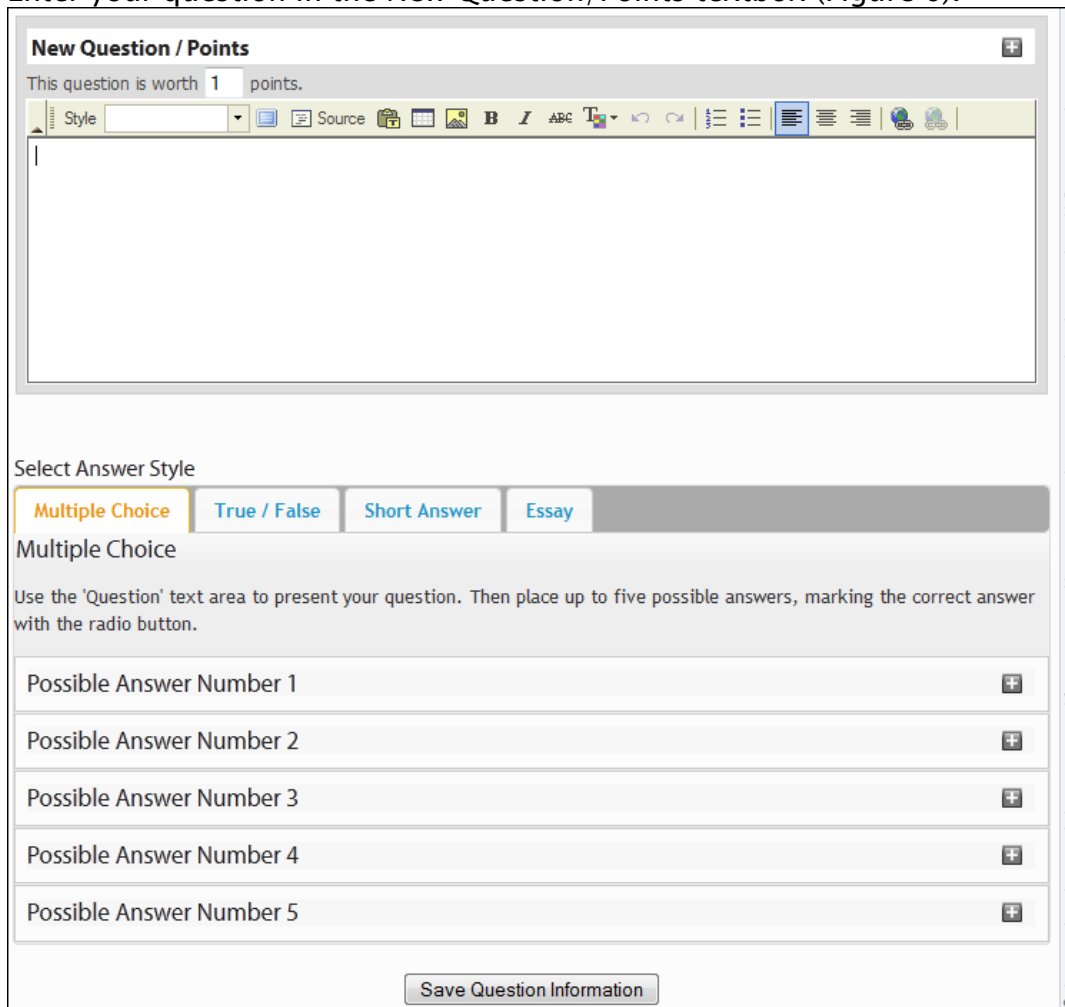 Enter your question in the New Question/Points textbox (Figure 6).
New Question / Points
This question is worth 1 points.
Style Source B I ABC T
Select Answer Style
Multiple Choice True / False Short Answer Essay
Multiple Choice
Use the 'Question' text area to present your question. Then place up to five possible answers, marking the correct answer
with the radio button.
Possible Answer Number 1
Possible Answer Number 2
Possible Answer Number 3
Possible Answer Number 4
Possible Answer Number 5
Save Question Information